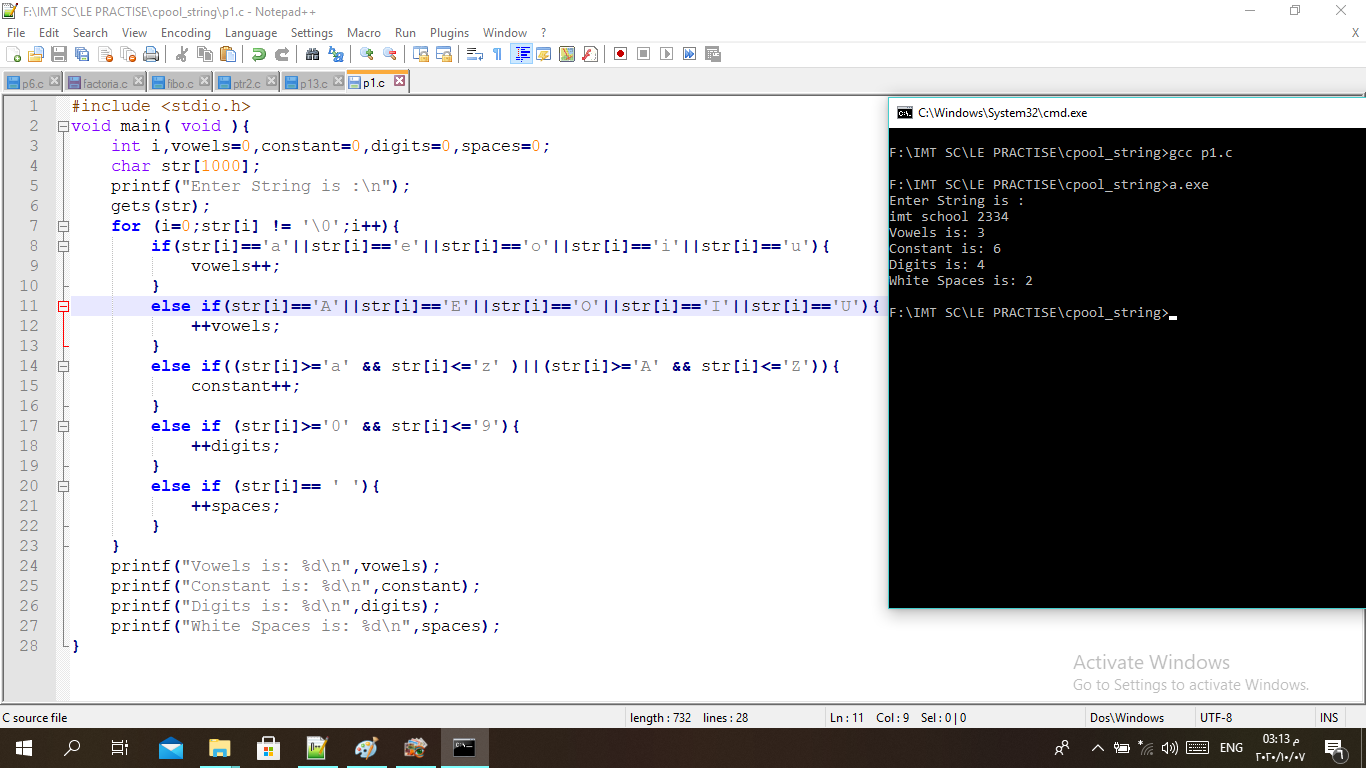 F:\IMT SC\LE PRACTISE\cpool_string\p1.c - Notepad++
File Edit Search View Encoding Language Settings Macro Run Plugins Window ? X
p6.c factoria.c fibo.c ptr2.c p13.c p1.c
1 #include <stdio.h>
2 void main( void ){
3 int i,vowels=0,constant=0,digits=0,spaces=0;
4 char str[1000];
5 printf("Enter String is :\n");
6 gets(str);
7 for (i=0;str[i] != '\0';i++){
8 if(str[i]=='a'||str[i]=='e'||str[i]=='o'||str[i]=='i'||str[i]=='u'){
9 vowels++;
10 }
11 else if(str[i]=='A'||str[i]=='E'||str[i]=='O'||str[i]=='I'||str[i]=='U'){
12 ++vowels;
13 }
14 else if((str[i]>='a' && str[i]<='z' )||(str[i]>='A' && str[i]<='Z')){
15 constant++;
16 }
17 else if (str[i]>='0' && str[i]<='9'){
18 ++digits;
19 }
20 else if (str[i]== ' '){
21 ++spaces;
22 }
23 }
24 printf("Vowels is: %d\n",vowels);
25 printf("Constant is: %d\n",constant);
26 printf("Digits is: %d\n",digits);
27 printf("White Spaces is: %d\n",spaces);
28 }
C:\Windows\System32\cmd.exe
F:\IMT SC\LE PRACTISE\cpool_string>gcc p1.c
F:\IMT SC\LE PRACTISE\cpool_string>a.exe
Enter String is :
imt school 2334
Vowels is: 3
Constant is: 6
Digits is: 4
White Spaces is: 2
F:\IMT SC\LE PRACTISE\cpool_string>
Activate Windows
Go to Settings to activate Windows.
C source file length : 732 lines : 28 Ln : 11 Col : 9 Sel : 0 | 0 Dos\Windows UTF-8 INS
ENG
03:13 م
٢٠٢٠/١٠/٠٧
1